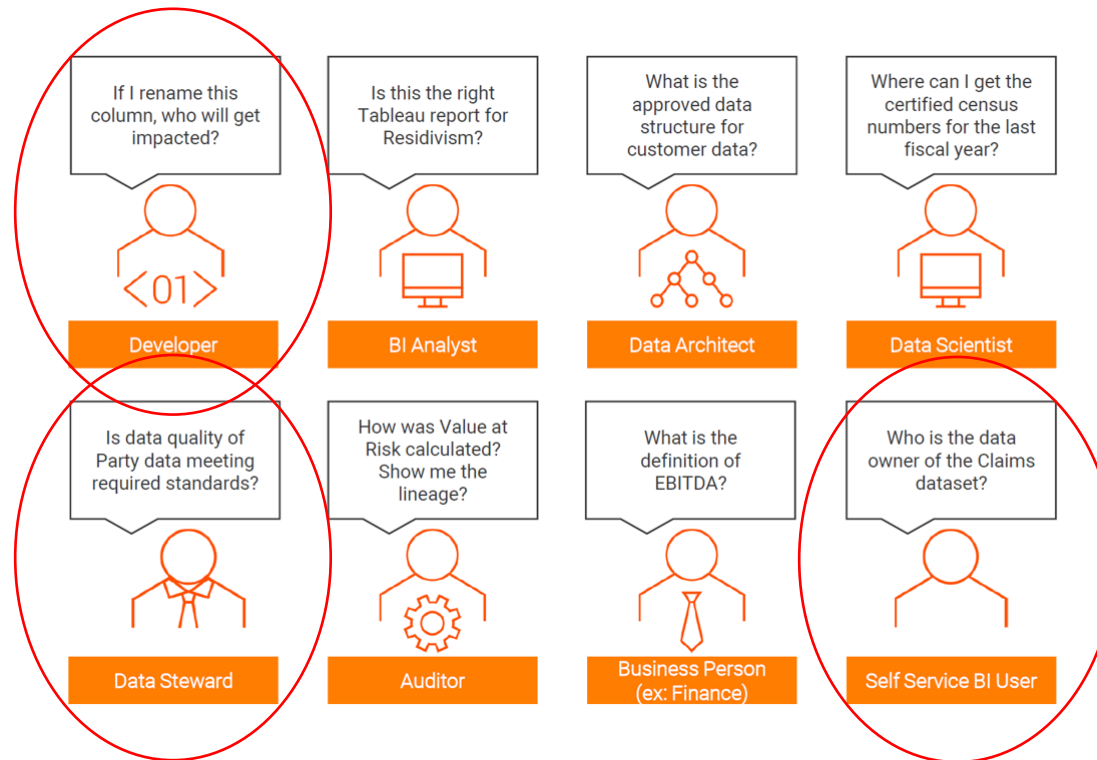 If I rename this
column, who will get
impacted?
Is this the right
Tableau report for
Residivism?
What is the
approved data
structure for
customer data?
Where can I get the
certified census
numbers for the last
fiscal year?
<01>
Developer
BI Analyst
Data Architect
Data Scientist
Is data quality of
Party data meeting
required standards?
How was Value at
Risk calculated?
Show me the
lineage?
What is the
definition of
EBITDA?
Who is the data
owner of the Claims
dataset?
Data Steward
Auditor
Business Person
(ex: Finance)
Self Service BI User